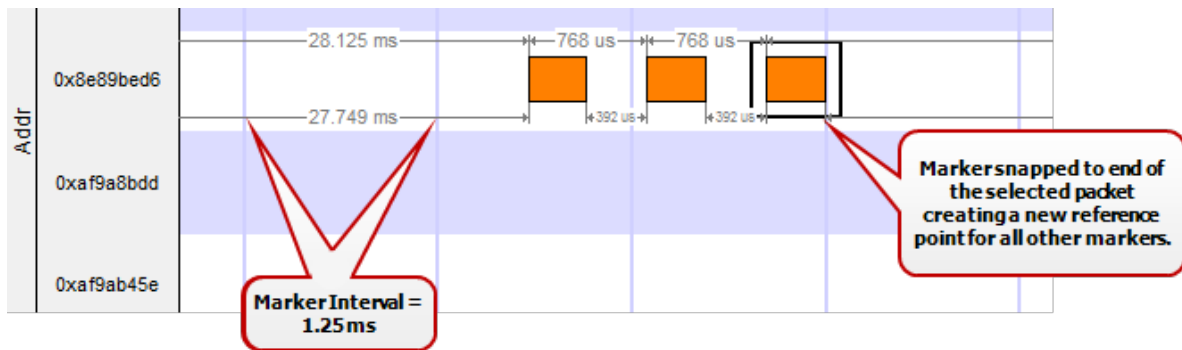 28.125 ms
768 us
768 us
Addr
0x8e89bed6
27.749 ms
392 us
392 us
0xaf9a8bdd
Marker snapped to end of
the selected packet
creating a new reference
point for all other markers.
0xaf9ab45e
Marker Interval =
1.25 ms